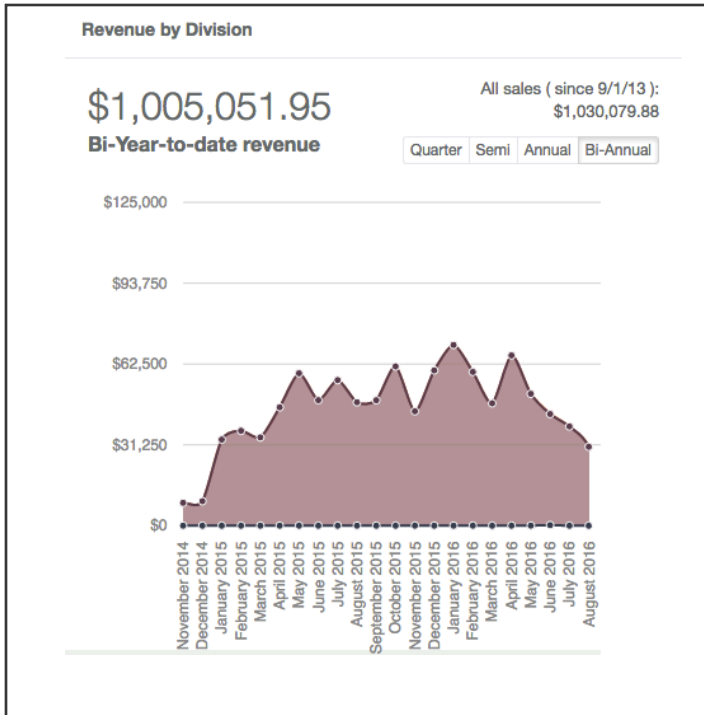 Revenue by Division
$1,005,051.95
Bi-Year-to-date revenue
All sales ( since 9/1/13 ):
$1,030,079.88
Quarter Semi Annual Bi-Annual
$125,000
$93,750
$62,500
$31,250
$0
November 2014
December 2014
January 2015
February 2015
March 2015
April 2015
May 2015
June 2015
July 2015
August 2015
September 2015
October 2015
November 2015
December 2015
January 2016
February 2016
March 2016
April 2016
May 2016
June 2016
July 2016
August 2016